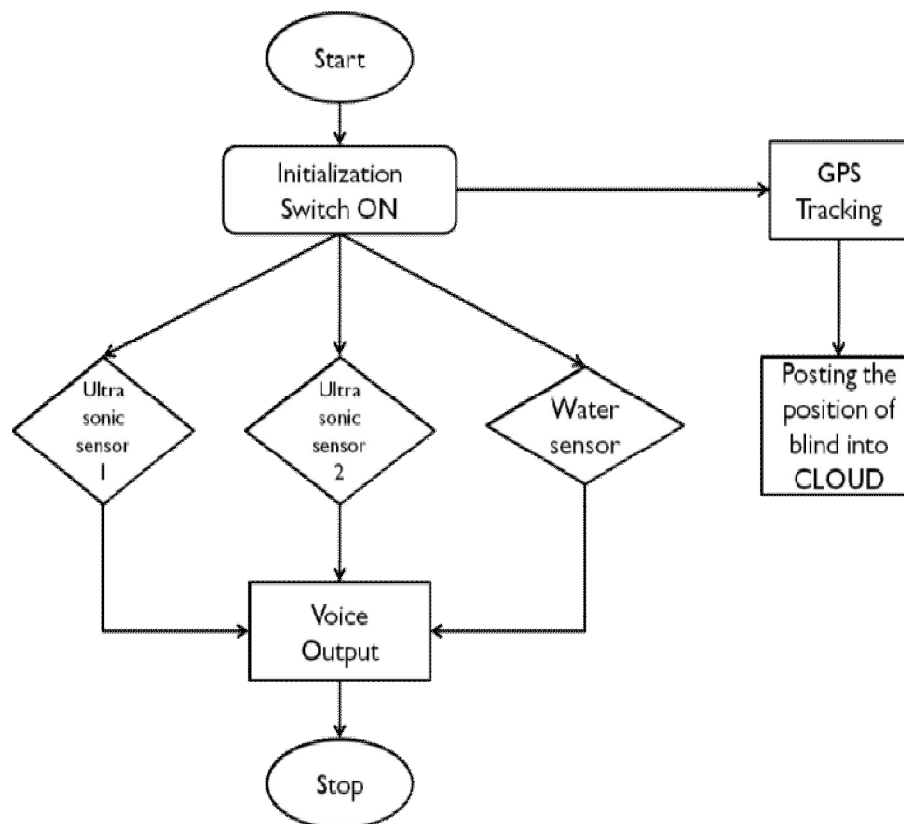 Start
Initialization
Switch ON
GPS
Tracking
Ultra
sonic
sensor
1
Ultra
sonic
sensor
2
Water
sensor
Posting the
position of
blind into
CLOUD
Voice
Output
Stop